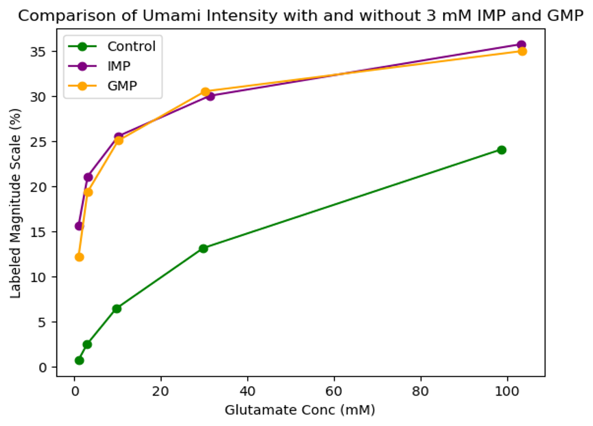 Comparison of Umami Intensity with and without 3 mM IMP and GMP
Control
IMP
GMP
Labeled Magnitude Scale (%)
35
30
25
20
15
10
5
0
0 20 40 60 80 100
Glutamate Conc (mM)